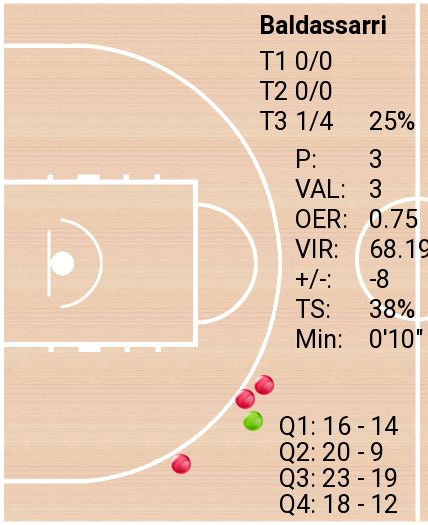 Baldassarri
T1 0/0
T2 0/0
T3 1/4 25%
P: 3
VAL: 3
OER: 0.75
VIR: 68.19
+/-: -8
TS: 38%
Min: 0'10"
Q1: 16 - 14
Q2: 20 - 9
Q3: 23 - 19
Q4: 18 - 12